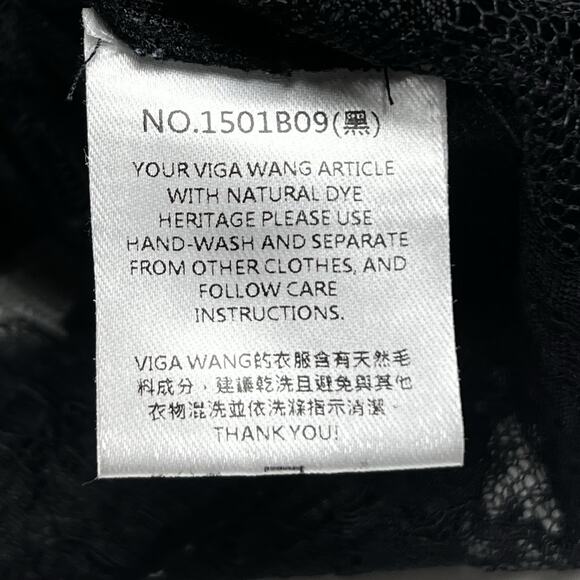 NO.1501B09(黑)
YOUR VIGA WANG ARTICLE
WITH NATURAL DYE
HERITAGE PLEASE USE
HAND-WASH AND SEPARATE
FROM OTHER CLOTHES, AND
FOLLOW CARE
INSTRUCTIONS.
VIGA WANG的衣服含有天然毛
料成分，建議乾洗且避免與其他
衣物混洗並依洗滌指示清潔。
THANK YOU!